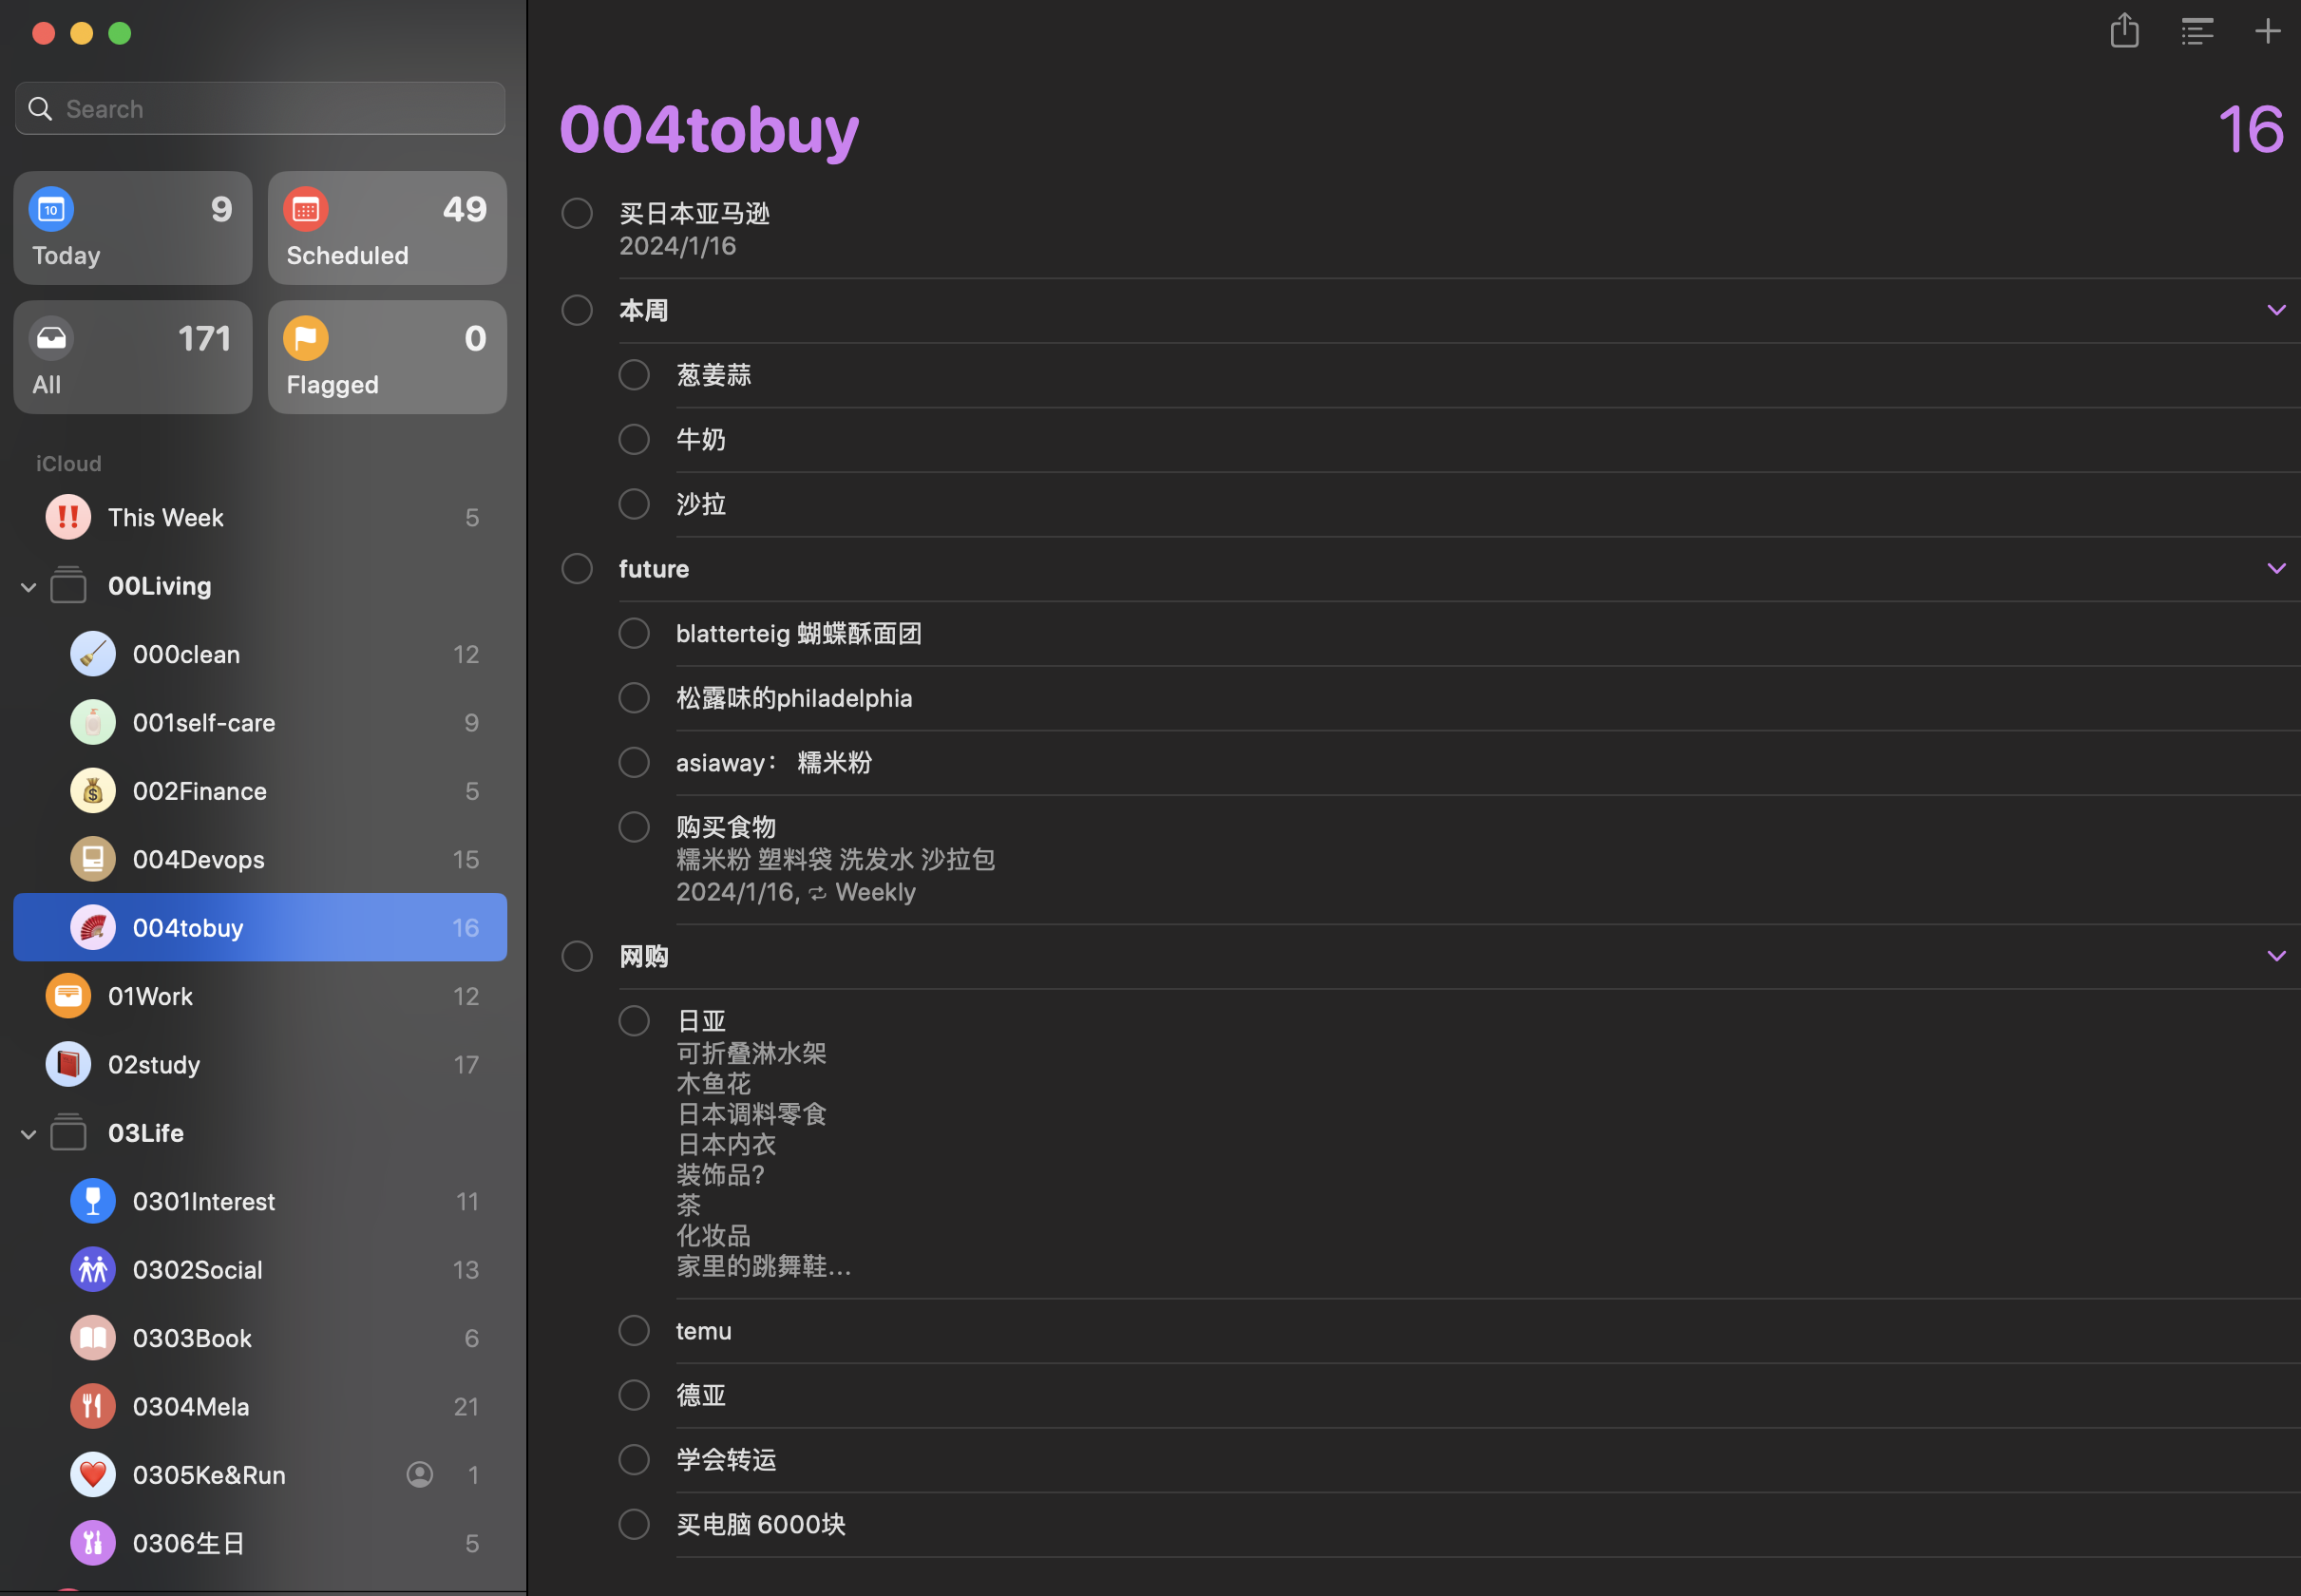 Search
10
9
Today
49
Scheduled
171
All
0
Flagged
iCloud
This Week 5
00Living
000clean 12
001self-care 9
002Finance 5
004Devops 15
004tobuy 16
01Work 12
02study 17
03Life
0301Interest 11
0302Social 13
0303Book 6
0304Mela 21
0305Ke&Run 1
0306生日 5
004tobuy 16
买日本亚马逊
2024/1/16
本周
葱姜蒜
牛奶
沙拉
future
blatterteig 蝴蝶酥面团
松露味的philadelphia
asiaway： 糯米粉
购买食物
糯米粉 塑料袋 洗发水 沙拉包
2024/1/16, Weekly
网购
日亚
可折叠淋水架
木鱼花
日本调料零食
日本内衣
装饰品?
茶
化妆品
家里的跳舞鞋...
temu
德亚
学会转运
买电脑 6000块